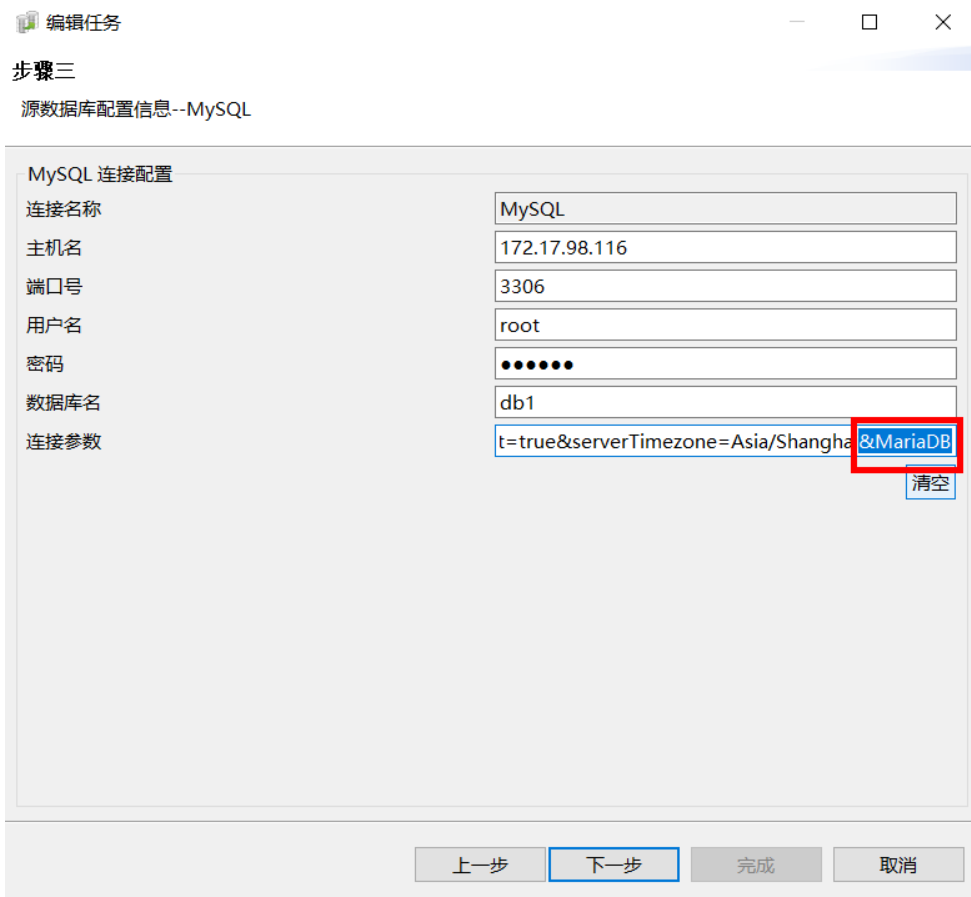 编辑任务
步骤三
源数据库配置信息--MySQL
MySQL 连接配置
连接名称 MySQL
主机名 172.17.98.116
端口号 3306
用户名 root
密码 ●●●●●●
数据库名 db1
连接参数 t=true&serverTimezone=Asia/Shangha &MariaDB
清空
上一步 下一步 完成 取消